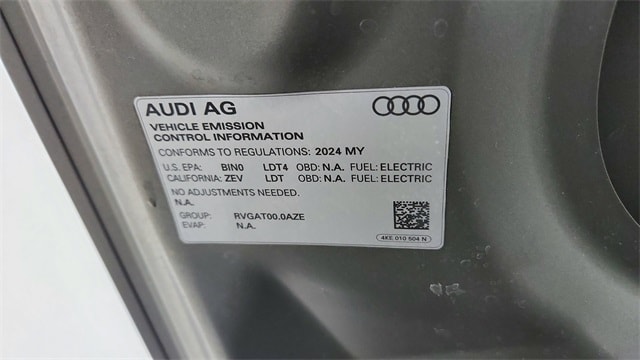 AUDI AG
VEHICLE EMISSION
CONTROL INFORMATION
CONFORMS TO REGULATIONS: 2024 MY
U.S. EPA: BIN0 LDT4 OBD: N.A. FUEL: ELECTRIC
CALIFORNIA: ZEV LDT OBD: N.A. FUEL: ELECTRIC
NO ADJUSTMENTS NEEDED.
N.A.
GROUP: RVGAT00.0AZE
EVAP: N.A.
4KE 010 504 N